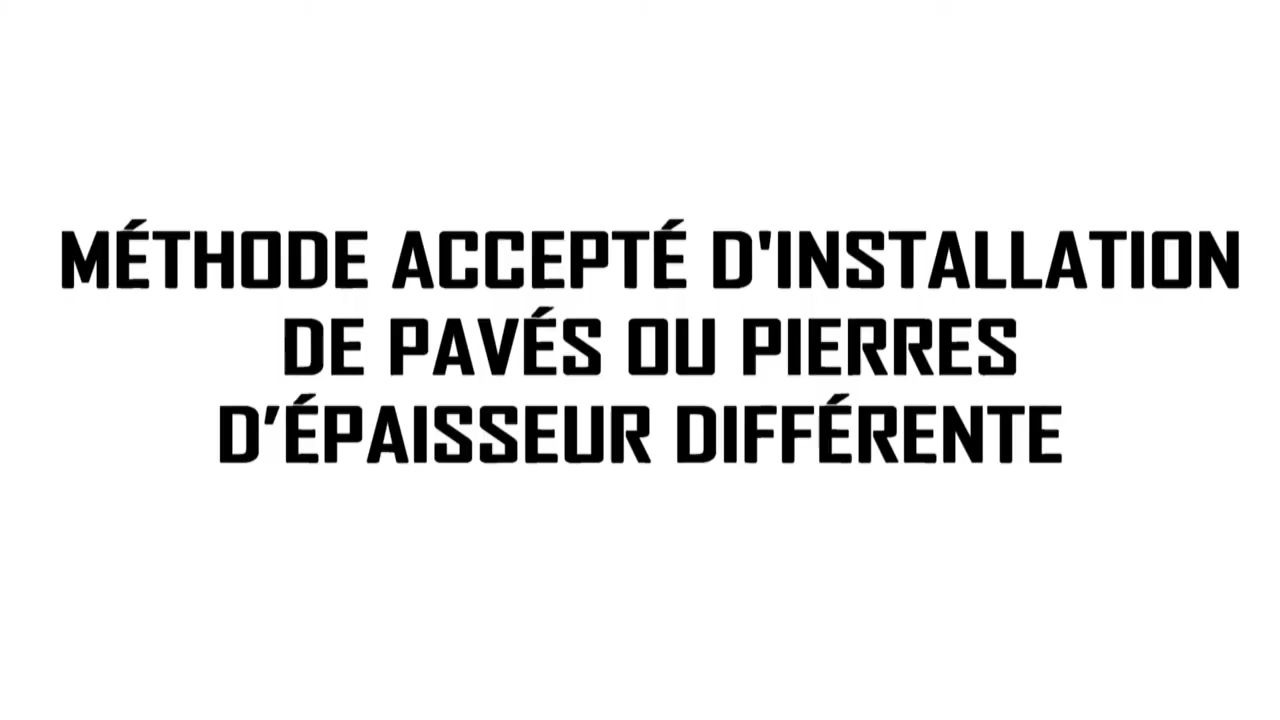 MÉTHODE ACCEPTÉ D'INSTALLATION
DE PAVÉS OU PIERRES
D’ÉPAISSEUR DIFFÉRENTE